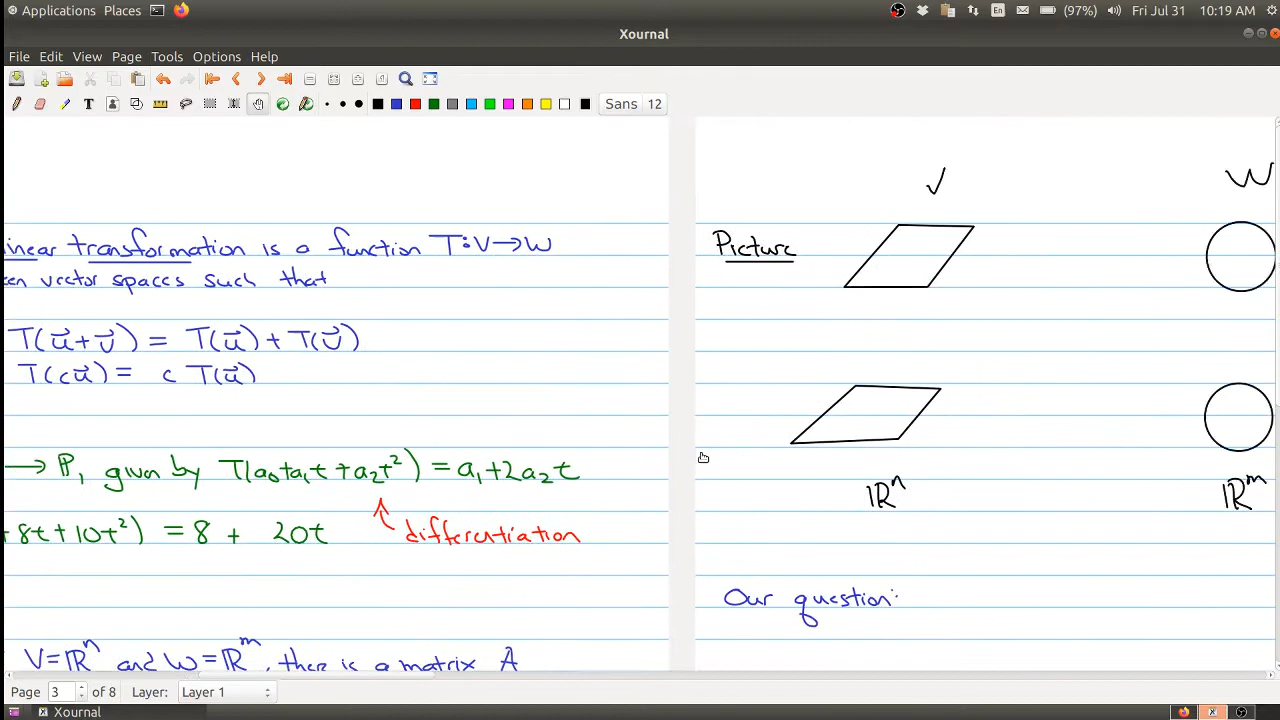 Applications Places (97%) Fri Jul 31 10:19 AM
En
Xournal
File Edit View Page Tools Options Help
Sans 12
inear transformation is a function T: V→W
en vector spaces such that
T(u⃗+v⃗) = T(u⃗)+T(v⃗)
T(cu⃗) = c T(u⃗)
→ ℙ₁ given by T(a₀+a₁t+a₂t²) = a₁+2a₂t
+8t+10t²) = 8 + 20t
differentiation
V=ℝⁿ and W=ℝᵐ, there is a matrix A
V W
Picture
ℝⁿ ℝᵐ
Our question:
Page 3 of 8 Layer: Layer 1
Xournal